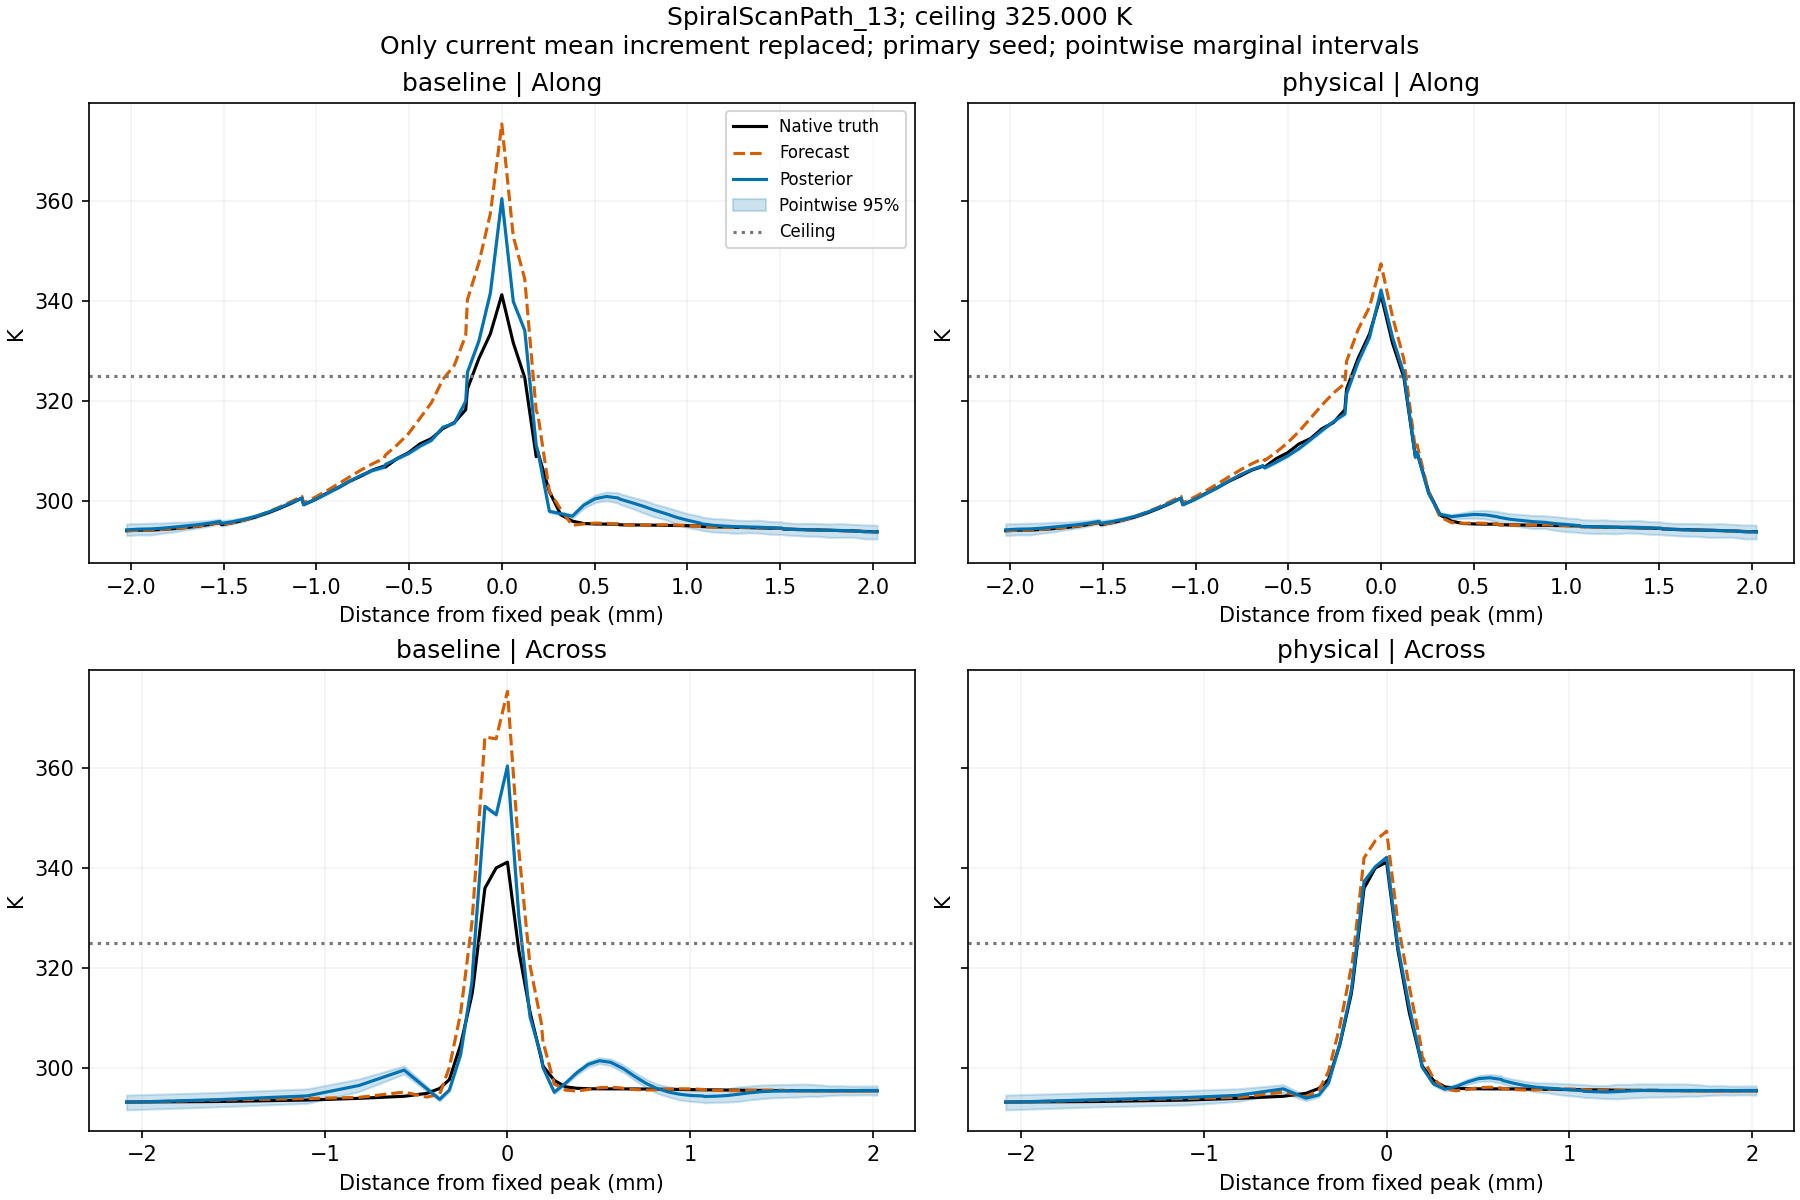 SpiralScanPath_13; ceiling 325.000 K
Only current mean increment replaced; primary seed; pointwise marginal intervals
baseline | Along
physical | Along
Native truth
Forecast
Posterior
Pointwise 95%
Ceiling
K
360
340
320
300
−2.0 −1.5 −1.0 −0.5 0.0 0.5 1.0 1.5 2.0
Distance from fixed peak (mm)
K
−2.0 −1.5 −1.0 −0.5 0.0 0.5 1.0 1.5 2.0
Distance from fixed peak (mm)
baseline | Across
physical | Across
K
360
340
320
300
−2 −1 0 1 2
Distance from fixed peak (mm)
K
−2 −1 0 1 2
Distance from fixed peak (mm)